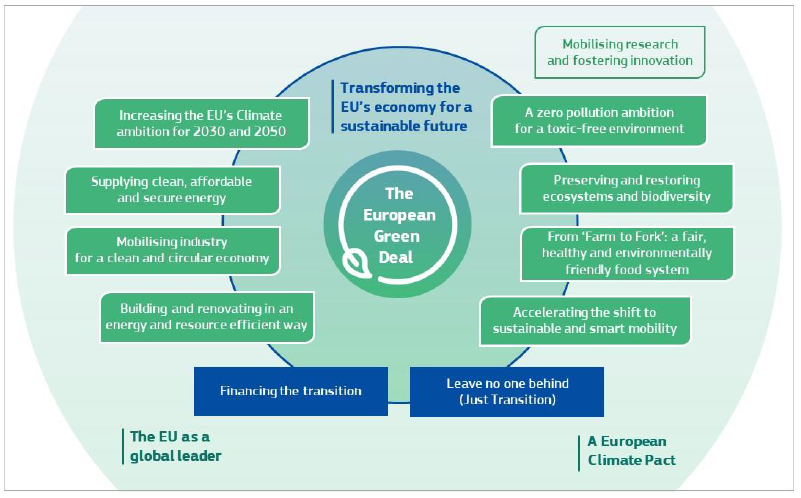 Mobilising research
and fostering innovation
Transforming the
EU's economy for a
sustainable future
Increasing the EU's Climate
ambition for 2030 and 2050
A zero pollution ambition
for a toxic-free environment
Supplying clean, affordable
and secure energy
Preserving and restoring
ecosystems and biodiversity
The
European
Green
Deal
Mobilising industry
for a clean and circular economy
From 'Farm to Fork': a fair,
healthy and environmentally
friendly food system
Building and renovating in an
energy and resource efficient way
Accelerating the shift to
sustainable and smart mobility
Financing the transition
Leave no one behind
(Just Transition)
The EU as a
global leader
A European
Climate Pact